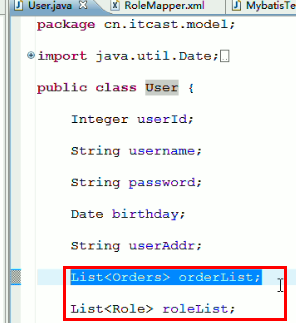 User.java RoleMapper.xml MybatisTe
package cn.itcast.model;
import java.util.Date;
public class User {
Integer userId;
String username;
String password;
Date birthday;
String userAddr;
List<Orders> orderList;
List<Role> roleList;